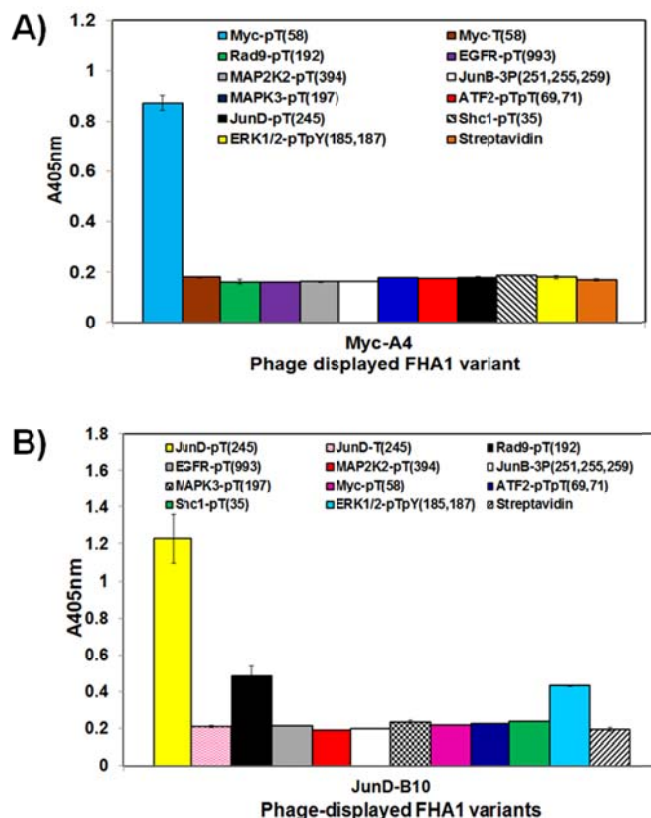 A)
1.2
1
0.8
0.6
0.4
0.2
0
A405nm
Myc-pT(58) Myc-T(58)
Rad9-pT(192) EGFR-pT(993)
MAP2K2-pT(394) JunB-3P(251,255,259)
MAPK3-pT(197) ATF2-pTpT(69,71)
JunD-pT(245) Shc1-pT(35)
ERK1/2-pTpY(185,187) Streptavidin
Myc-A4
Phage displayed FHA1 variant
B)
1.8
1.6
1.4
1.2
1
0.8
0.6
0.4
0.2
0
A405nm
JunD-pT(245) JunD-T(245) Rad9-pT(192)
EGFR-pT(993) MAP2K2-pT(394) JunB-3P(251,255,259)
MAPK3-pT(197) Myc-pT(58) ATF2-pTpT(69,71)
Shc1-pT(35) ERK1/2-pTpY(185,187) Streptavidin
JunD-B10
Phage-displayed FHA1 variants